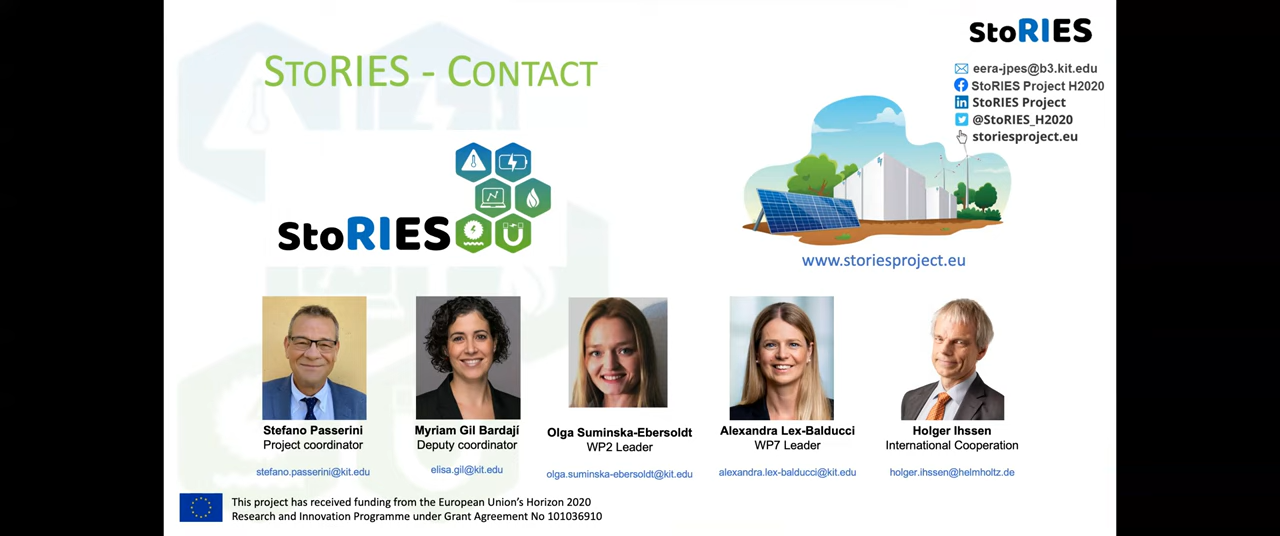 StoRIES - Contact
StoRIES
eera-jpes@b3.kit.edu
StoRIES Project H2020
StoRIES Project
@StoRIES_H2020
storiesproject.eu
StoRIES
www.storiesproject.eu
Stefano Passerini
Project coordinator
stefano.passerini@kit.edu
Myriam Gil Bardají
Deputy coordinator
elisa.gil@kit.edu
Olga Suminska-Ebersoldt
WP2 Leader
olga.suminska-ebersoldt@kit.edu
Alexandra Lex-Balducci
WP7 Leader
alexandra.lex-balducci@kit.edu
Holger Ihssen
International Cooperation
holger.ihssen@helmholtz.de
This project has received funding from the European Union's Horizon 2020
Research and Innovation Programme under Grant Agreement No 101036910